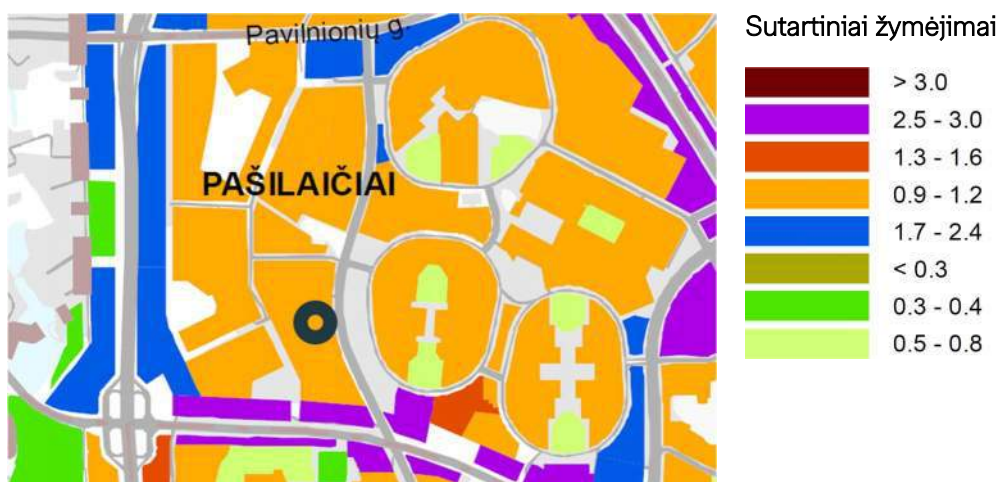 Pavilnionių g.
PAŠILAIČIAI
Sutartiniai žymėjimai
> 3.0
2.5 - 3.0
1.3 - 1.6
0.9 - 1.2
1.7 - 2.4
< 0.3
0.3 - 0.4
0.5 - 0.8